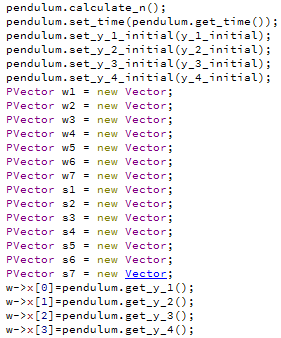 pendulum.calculate_n();
pendulum.set_time(pendulum.get_time());
pendulum.set_y_1_initial(y_1_initial);
pendulum.set_y_2_initial(y_2_initial);
pendulum.set_y_3_initial(y_3_initial);
pendulum.set_y_4_initial(y_4_initial);
PVector w1 = new Vector;
PVector w2 = new Vector;
PVector w3 = new Vector;
PVector w4 = new Vector;
PVector w5 = new Vector;
PVector w6 = new Vector;
PVector w7 = new Vector;
PVector s1 = new Vector;
PVector s2 = new Vector;
PVector s3 = new Vector;
PVector s4 = new Vector;
PVector s5 = new Vector;
PVector s6 = new Vector;
PVector s7 = new Vector;
w->x[0]=pendulum.get_y_1();
w->x[1]=pendulum.get_y_2();
w->x[2]=pendulum.get_y_3();
w->x[3]=pendulum.get_y_4();